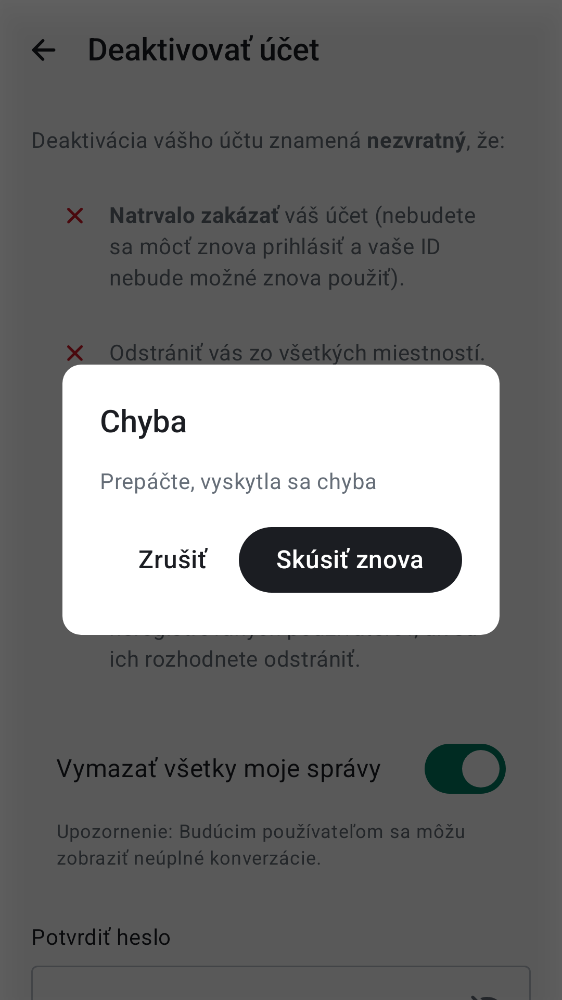 Deaktivovať účet
Deaktivácia vášho účtu znamená nezvratný, že:
Natrvalo zakázať váš účet (nebudete
sa môcť znova prihlásiť a vaše ID
nebude možné znova použiť).
Odstrániť vás zo všetkých miestností.
Chyba
Prepáčte, vyskytla sa chyba
Zrušiť
Skúsiť znova
ich rozhodnete odstrániť.
Vymazať všetky moje správy
Upozornenie: Budúcim používateľom sa môžu
zobraziť neúplné konverzácie.
Potvrdiť heslo